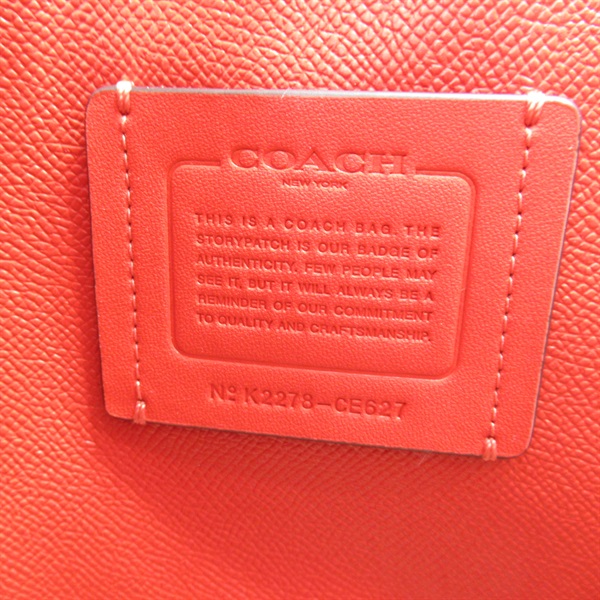 COACH
NEW YORK
THIS IS A COACH BAG. THE
STORYPATCH IS OUR BADGE OF
AUTHENTICITY. FEW PEOPLE MAY
SEE IT, BUT IT WILL ALWAYS BE A
REMINDER OF OUR COMMITMENT
TO QUALITY AND CRAFTSMANSHIP.
Nº K2278-CE627